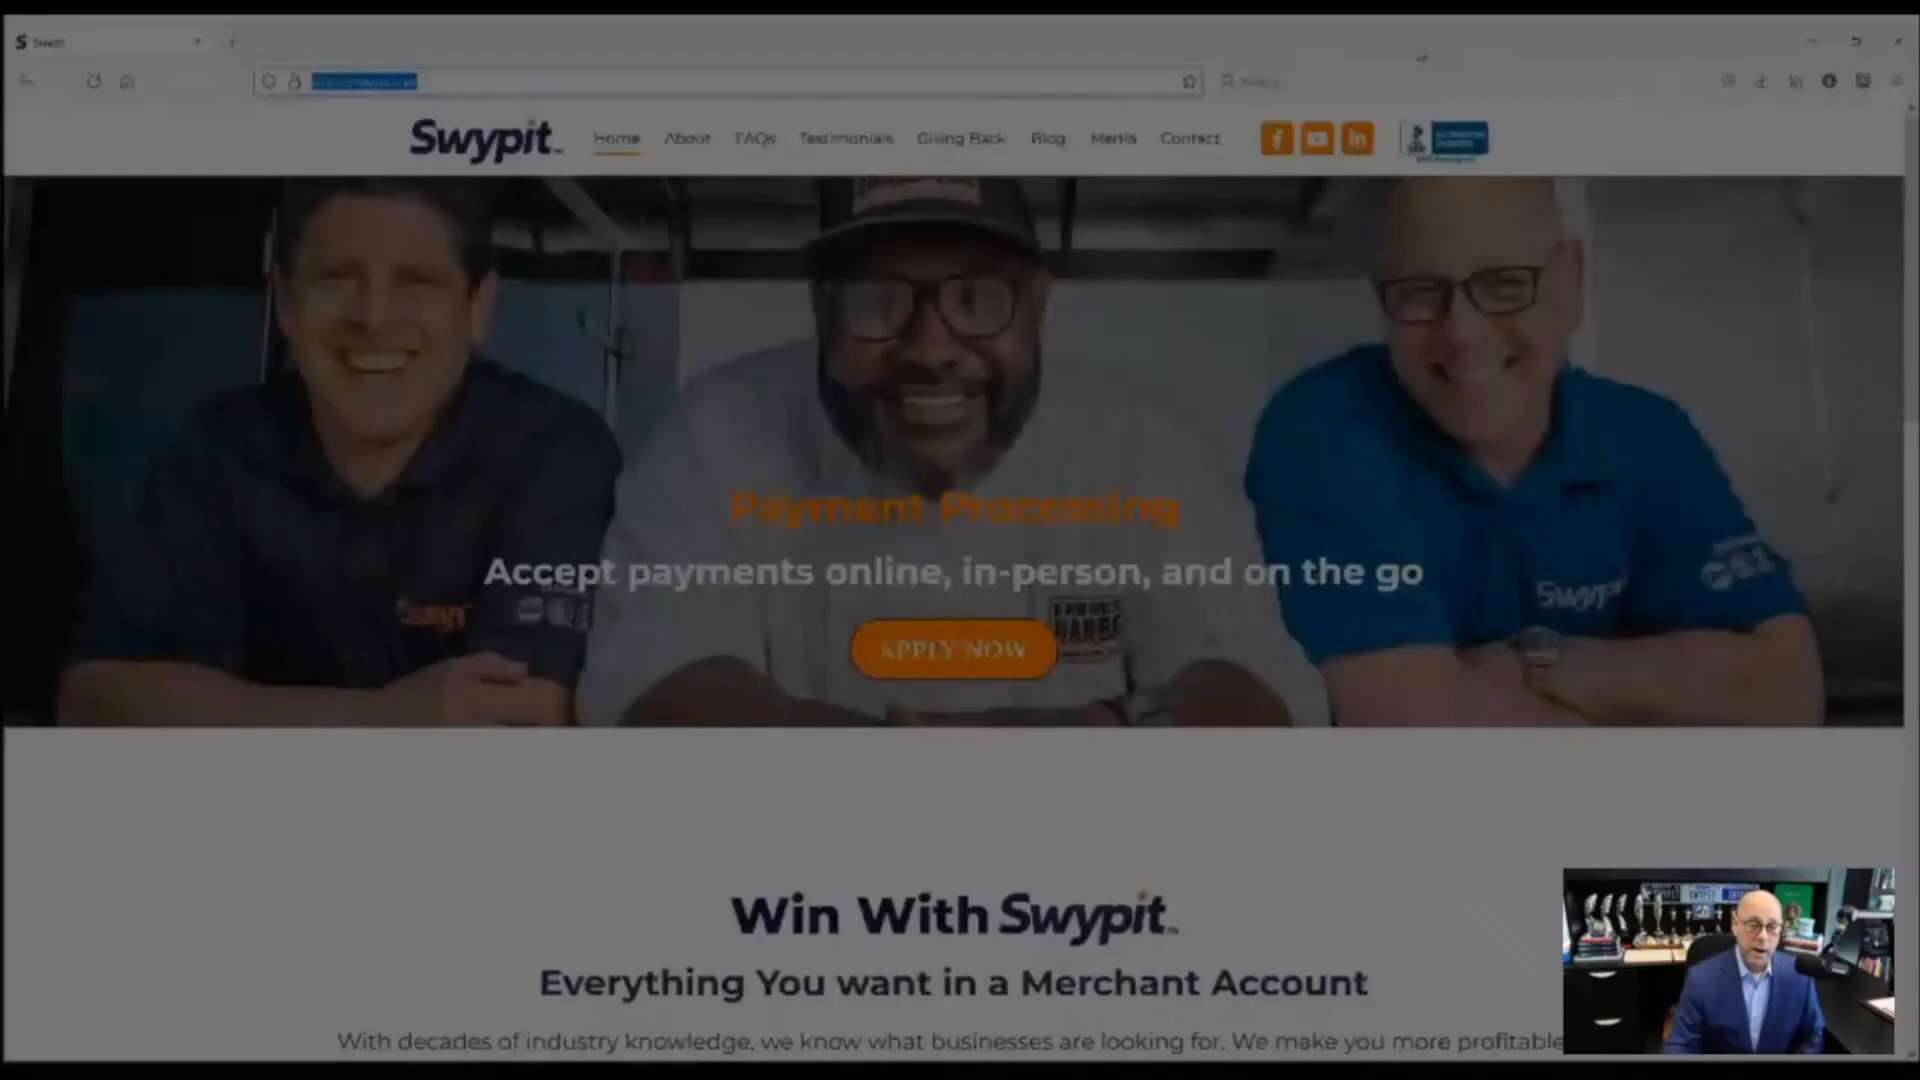 Swypit
Swypit
Home About FAQs Testimonials Giving Back Blog Media Contact
Payment Processing
Accept payments online, in-person, and on the go
APPLY NOW
Swypit
Win With Swypit
Everything You want in a Merchant Account
With decades of industry knowledge, we know what businesses are looking for. We make you more profitable